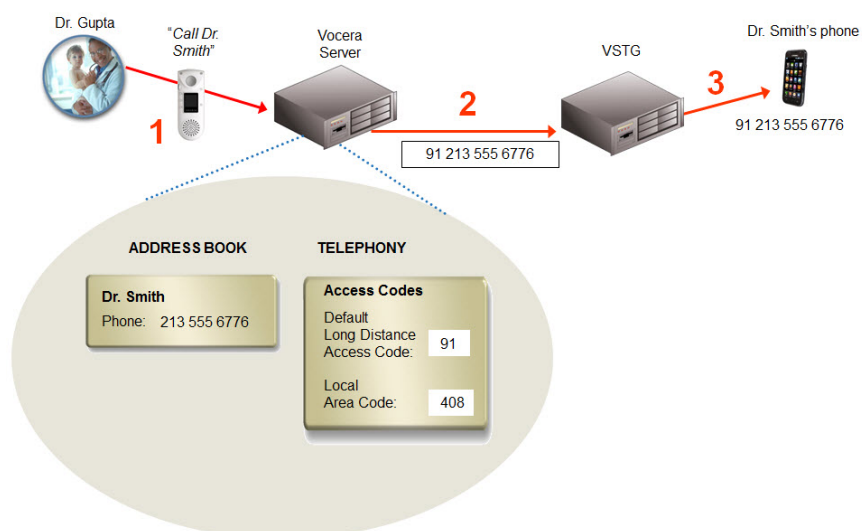 Dr. Gupta
"Call Dr.
Smith"
Vocera
Server
VSTG
Dr. Smith's phone
1
2
3
91 213 555 6776
91 213 555 6776
ADDRESS BOOK
TELEPHONY
Dr. Smith
Phone: 213 555 6776
Access Codes
Default
Long Distance
Access Code: 91
Local
Area Code: 408